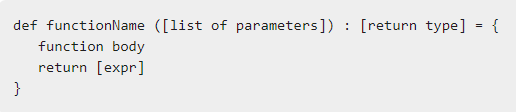 def functionName ([list of parameters]) : [return type] = {
   function body
   return [expr]
}